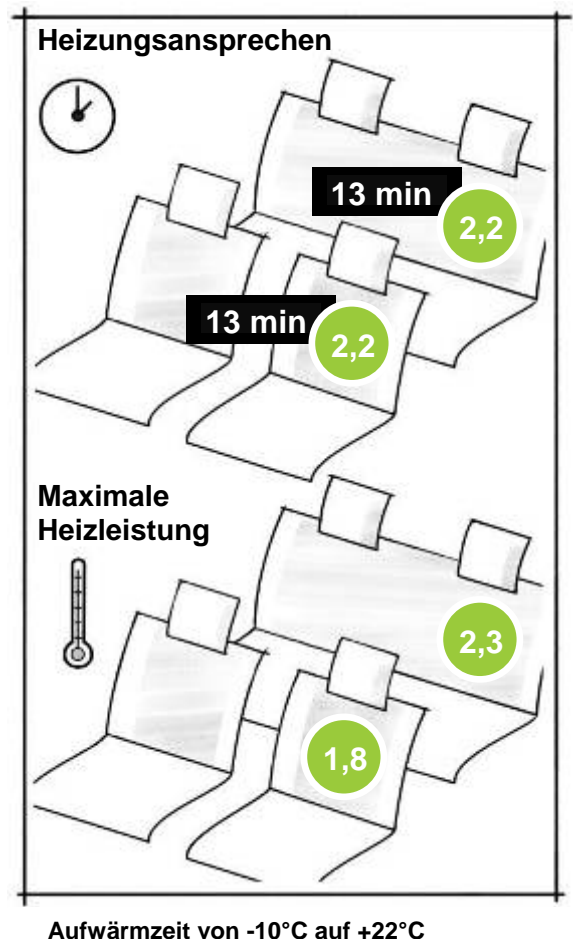 Heizungsansprechen
13 min
2,2
13 min
2,2
Maximale
Heizleistung
2,3
1,8
Aufwärmzeit von -10°C auf +22°C